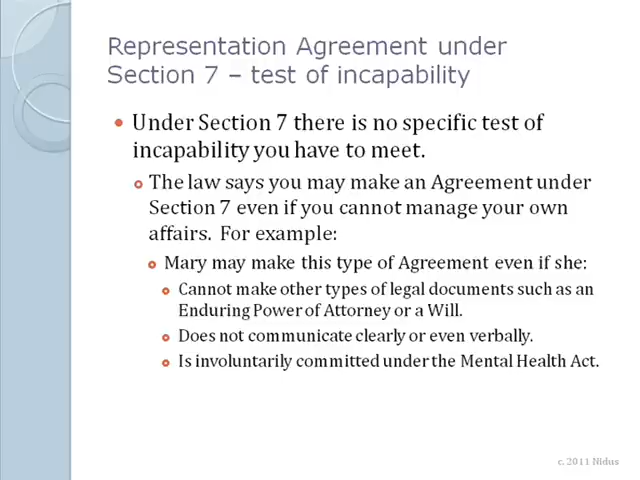 Representation Agreement under
Section 7 – test of incapability
Under Section 7 there is no specific test of
incapability you have to meet.
The law says you may make an Agreement under
Section 7 even if you cannot manage your own
affairs. For example:
Mary may make this type of Agreement even if she:
Cannot make other types of legal documents such as an
Enduring Power of Attorney or a Will.
Does not communicate clearly or even verbally.
Is involuntarily committed under the Mental Health Act.
c. 2011 Nidus